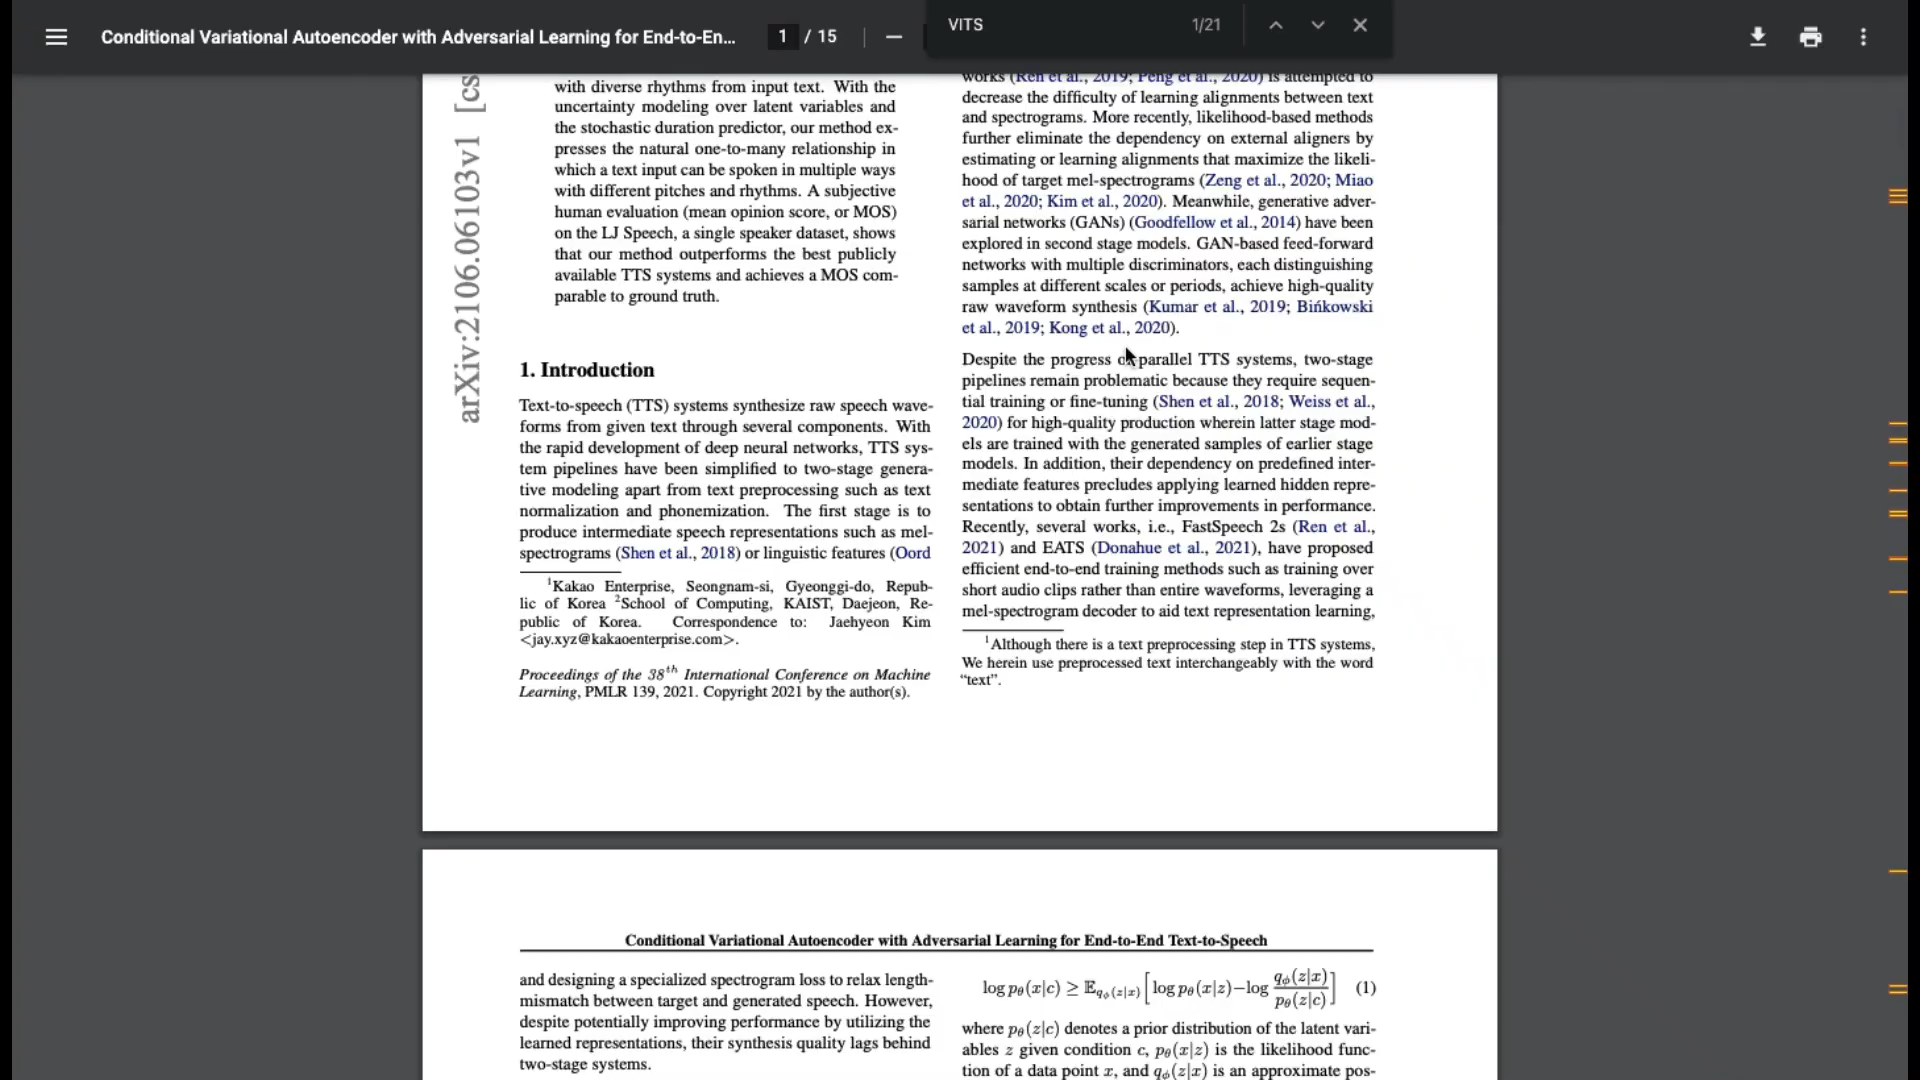 Conditional Variational Autoencoder with Adversarial Learning for End-to-En...
1 / 15
VITS
1/21
arXiv:2106.06103v1 [cs
with diverse rhythms from input text. With the
uncertainty modeling over latent variables and
the stochastic duration predictor, our method ex-
presses the natural one-to-many relationship in
which a text input can be spoken in multiple ways
with different pitches and rhythms. A subjective
human evaluation (mean opinion score, or MOS)
on the LJ Speech, a single speaker dataset, shows
that our method outperforms the best publicly
available TTS systems and achieves a MOS com-
parable to ground truth.
1. Introduction
Text-to-speech (TTS) systems synthesize raw speech wave-
forms from given text through several components. With
the rapid development of deep neural networks, TTS sys-
tem pipelines have been simplified to two-stage genera-
tive modeling apart from text preprocessing such as text
normalization and phonemization. The first stage is to
produce intermediate speech representations such as mel-
spectrograms (Shen et al., 2018) or linguistic features (Oord
¹Kakao Enterprise, Seongnam-si, Gyeonggi-do, Repub-
lic of Korea ²School of Computing, KAIST, Daejeon, Re-
public of Korea. Correspondence to: Jaehyeon Kim
<jay.xyz@kakaoenterprise.com>.
Proceedings of the 38th International Conference on Machine
Learning, PMLR 139, 2021. Copyright 2021 by the author(s).
works (Ren et al., 2019; Peng et al., 2020) is attempted to
decrease the difficulty of learning alignments between text
and spectrograms. More recently, likelihood-based methods
further eliminate the dependency on external aligners by
estimating or learning alignments that maximize the likeli-
hood of target mel-spectrograms (Zeng et al., 2020; Miao
et al., 2020; Kim et al., 2020). Meanwhile, generative adver-
sarial networks (GANs) (Goodfellow et al., 2014) have been
explored in second stage models. GAN-based feed-forward
networks with multiple discriminators, each distinguishing
samples at different scales or periods, achieve high-quality
raw waveform synthesis (Kumar et al., 2019; Bińkowski
et al., 2019; Kong et al., 2020).
Despite the progress of parallel TTS systems, two-stage
pipelines remain problematic because they require sequen-
tial training or fine-tuning (Shen et al., 2018; Weiss et al.,
2020) for high-quality production wherein latter stage mod-
els are trained with the generated samples of earlier stage
models. In addition, their dependency on predefined inter-
mediate features precludes applying learned hidden repre-
sentations to obtain further improvements in performance.
Recently, several works, i.e., FastSpeech 2s (Ren et al.,
2021) and EATS (Donahue et al., 2021), have proposed
efficient end-to-end training methods such as training over
short audio clips rather than entire waveforms, leveraging a
mel-spectrogram decoder to aid text representation learning,
¹Although there is a text preprocessing step in TTS systems,
We herein use preprocessed text interchangeably with the word
“text”.
Conditional Variational Autoencoder with Adversarial Learning for End-to-End Text-to-Speech
and designing a specialized spectrogram loss to relax length-
mismatch between target and generated speech. However,
despite potentially improving performance by utilizing the
learned representations, their synthesis quality lags behind
two-stage systems.
log pθ(x|c) ≥ 𝔼qϕ(z|x) [log pθ(x|z) − log qϕ(z|x) / pθ(z|c)] (1)
where pθ(z|c) denotes a prior distribution of the latent vari-
ables z given condition c, pθ(x|z) is the likelihood func-
tion of a data point x, and qϕ(z|x) is an approximate pos-